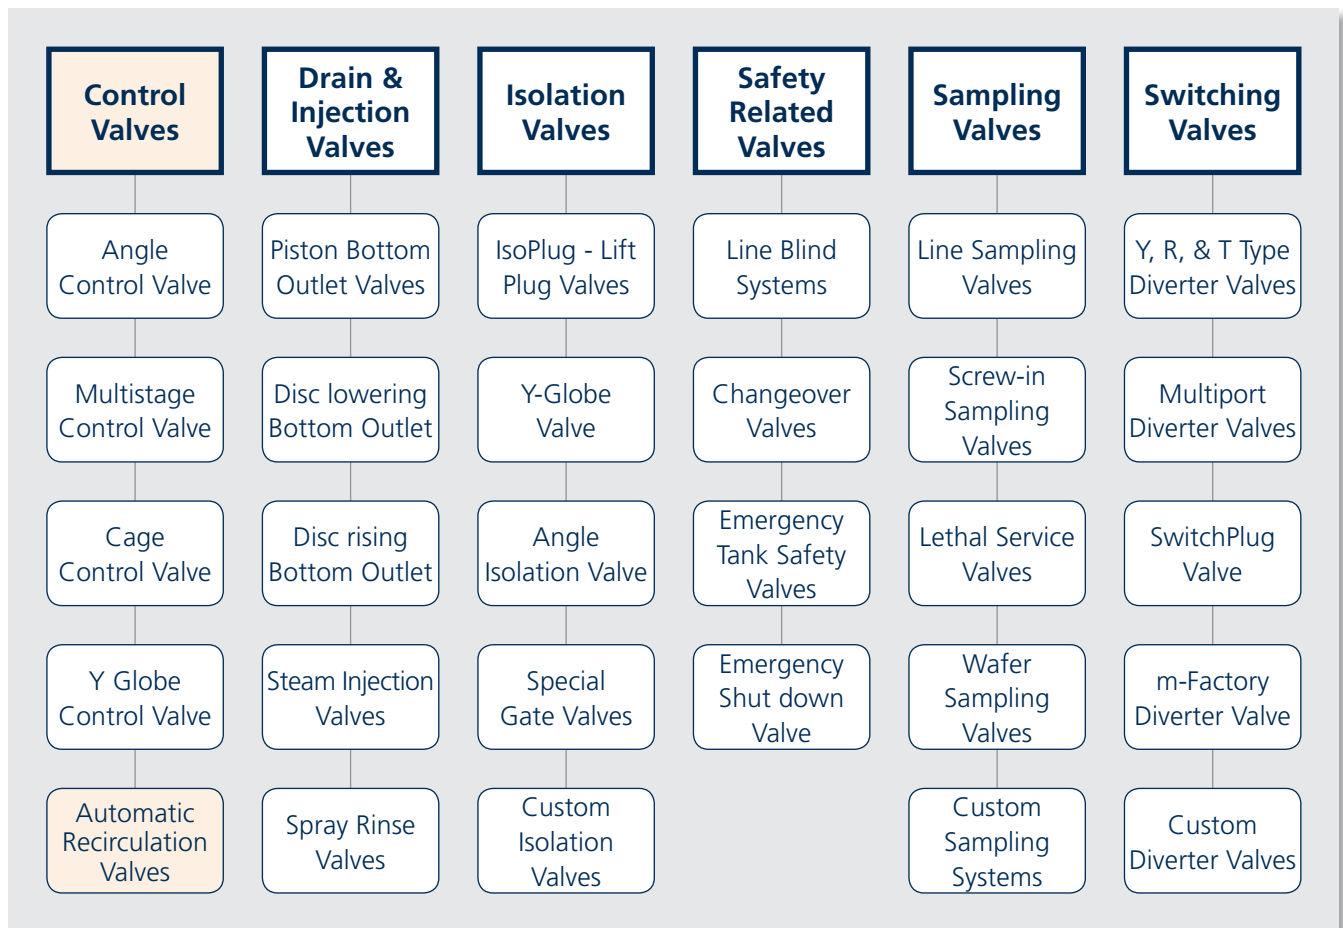 Control
Valves
Angle
Control Valve
Multistage
Control Valve
Cage
Control Valve
Y Globe
Control Valve
Automatic
Recirculation
Valves
Drain &
Injection
Valves
Piston Bottom
Outlet Valves
Disc lowering
Bottom Outlet
Disc rising
Bottom Outlet
Steam Injection
Valves
Spray Rinse
Valves
Isolation
Valves
IsoPlug - Lift
Plug Valves
Y-Globe
Valve
Angle
Isolation Valve
Special
Gate Valves
Custom
Isolation
Valves
Safety
Related
Valves
Line Blind
Systems
Changeover
Valves
Emergency
Tank Safety
Valves
Emergency
Shut down
Valve
Sampling
Valves
Line Sampling
Valves
Screw-in
Sampling
Valves
Lethal Service
Valves
Wafer
Sampling
Valves
Custom
Sampling
Systems
Switching
Valves
Y, R, & T Type
Diverter Valves
Multiport
Diverter Valves
SwitchPlug
Valve
m-Factory
Diverter Valve
Custom
Diverter Valves